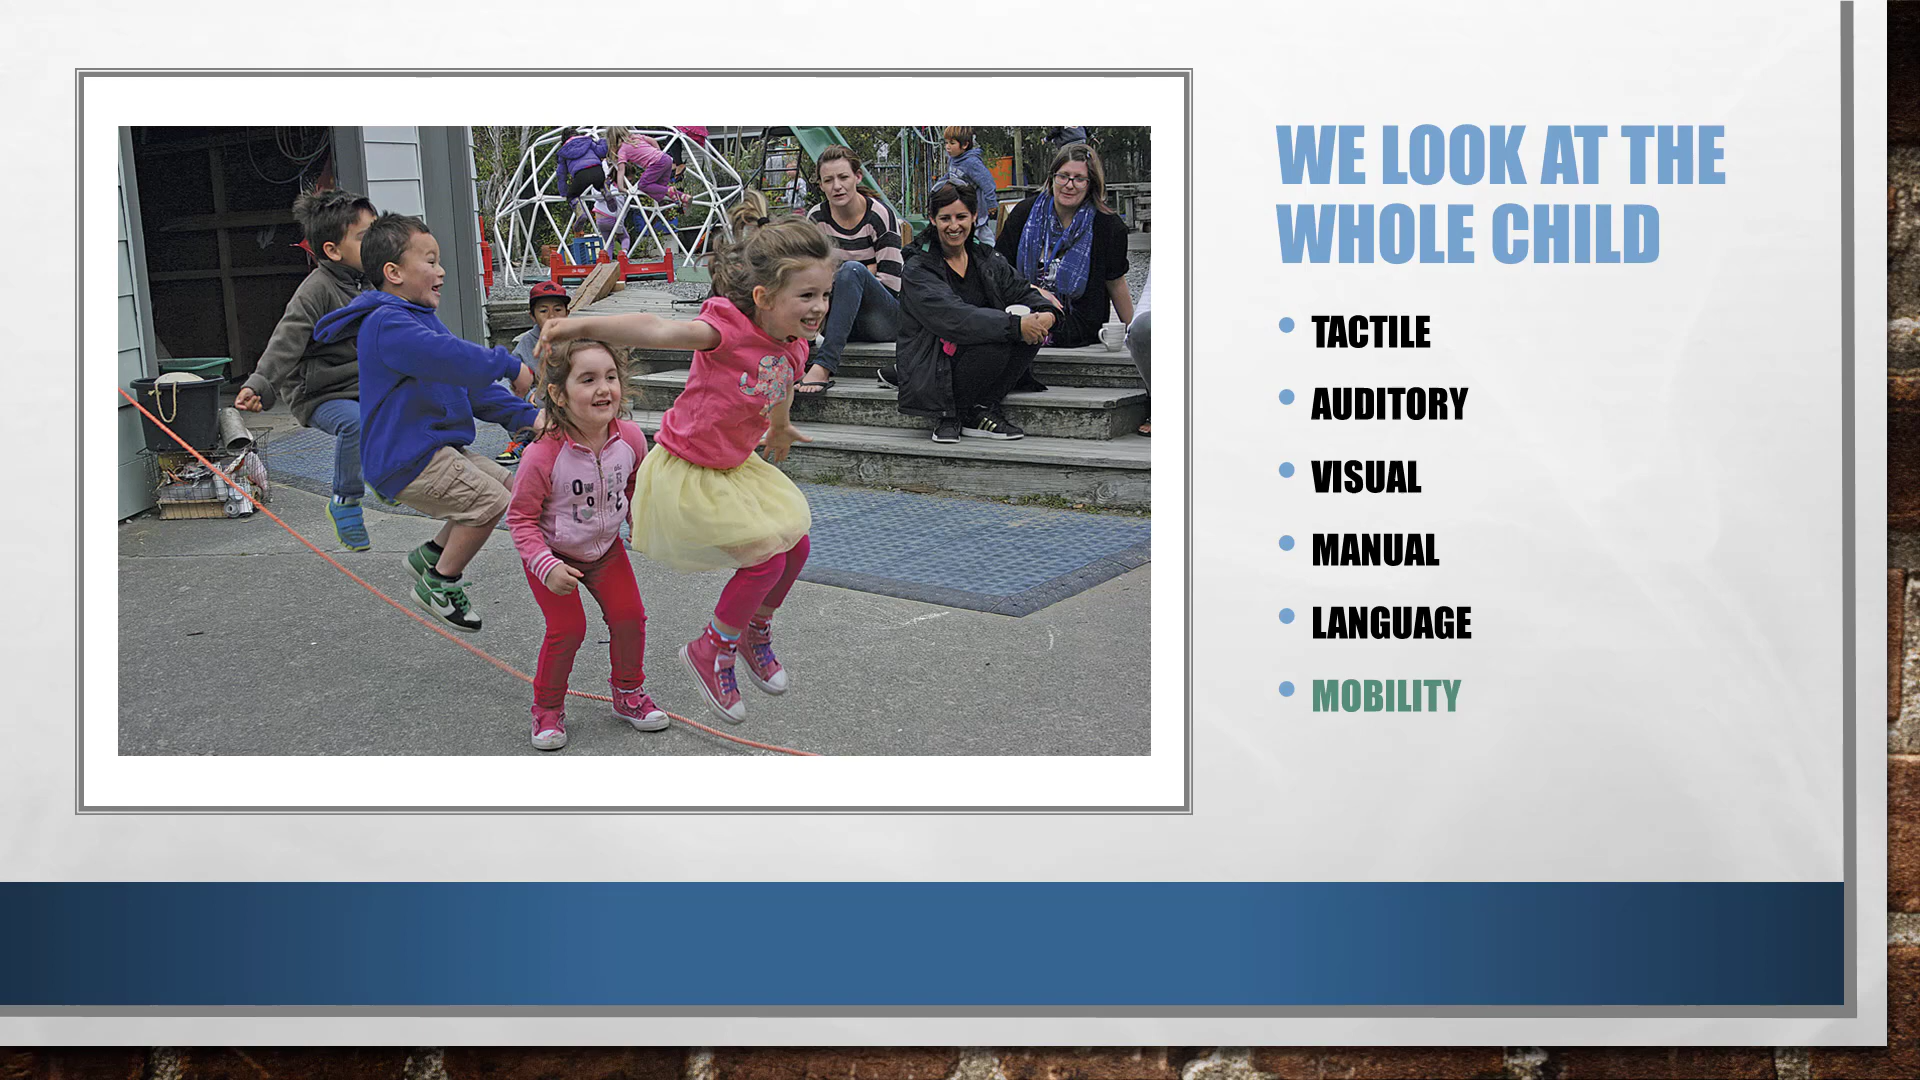 WE LOOK AT THE
WHOLE CHILD
• TACTILE
• AUDITORY
• VISUAL
• MANUAL
• LANGUAGE
• MOBILITY